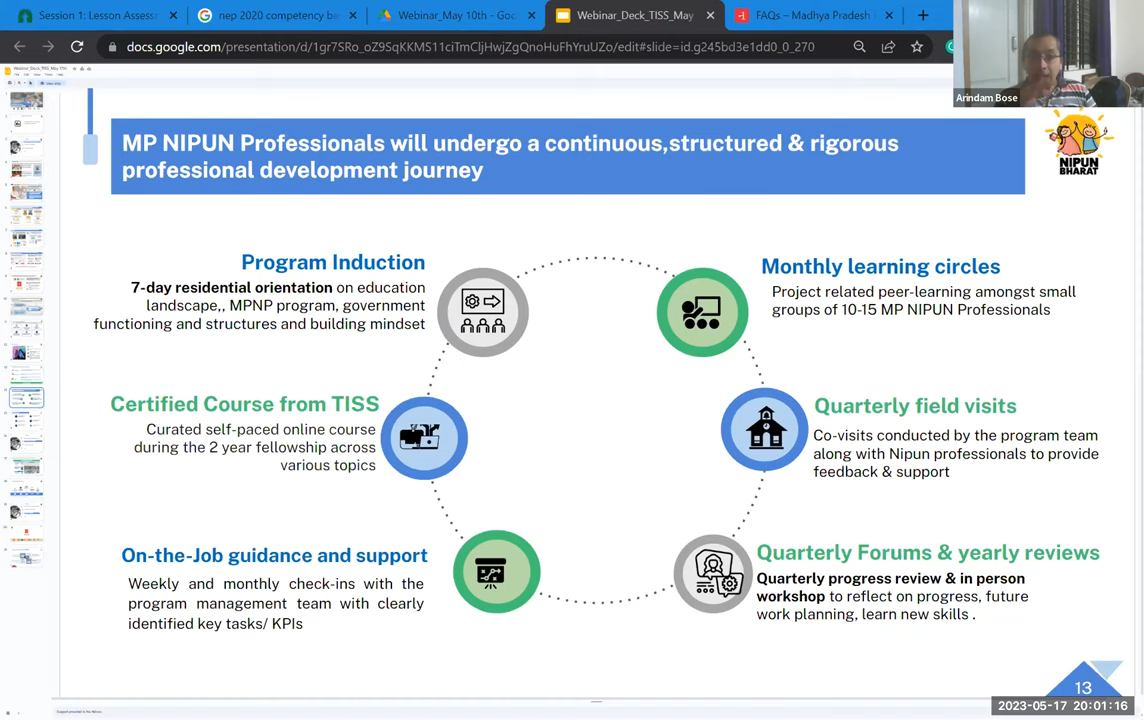 Session 1: Lesson Assessm
nep 2020 competency ba
Webinar_May 10th - Goo
Webinar_Deck_TISS_May
FAQs – Madhya Pradesh
docs.google.com/presentation/d/1gr7SRo_oZ9SqKKMS11ciTmCljHwjZgQnoHuFhYruUZo/edit#slide=id.g245bd3e1dd0_0_270
Arindam Bose
MP NIPUN Professionals will undergo a continuous,structured & rigorous
professional development journey
NIPUN
BHARAT
Program Induction
7-day residential orientation on education
landscape,, MPNP program, government
functioning and structures and building mindset
Monthly learning circles
Project related peer-learning amongst small
groups of 10-15 MP NIPUN Professionals
Certified Course from TISS
Curated self-paced online course
during the 2 year fellowship across
various topics
Quarterly field visits
Co-visits conducted by the program team
along with Nipun professionals to provide
feedback & support
On-the-Job guidance and support
Weekly and monthly check-ins with the
program management team with clearly
identified key tasks/ KPIs
Quarterly Forums & yearly reviews
Quarterly progress review & in person
workshop to reflect on progress, future
work planning, learn new skills .
13
2023-05-17 20:01:16